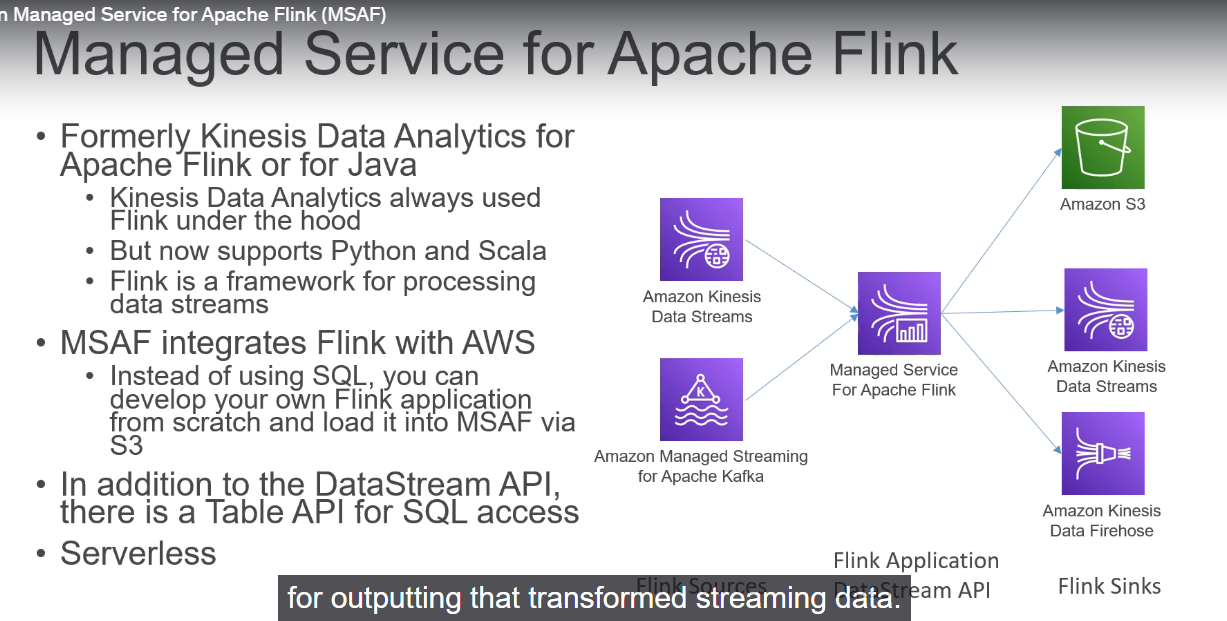 n Managed Service for Apache Flink (MSAF)
Managed Service for Apache Flink
• Formerly Kinesis Data Analytics for
Apache Flink or for Java
• Kinesis Data Analytics always used
Flink under the hood
• But now supports Python and Scala
• Flink is a framework for processing
data streams
• MSAF integrates Flink with AWS
• Instead of using SQL, you can
develop your own Flink application
from scratch and load it into MSAF via
S3
• In addition to the DataStream API,
there is a Table API for SQL access
• Serverless
Amazon Kinesis
Data Streams
K
Amazon Managed Streaming
for Apache Kafka
Managed Service
For Apache Flink
Amazon S3
Amazon Kinesis
Data Streams
Amazon Kinesis
Data Firehose
Flink Sources
Flink Application
DataStream API
Flink Sinks
for outputting that transformed streaming data.